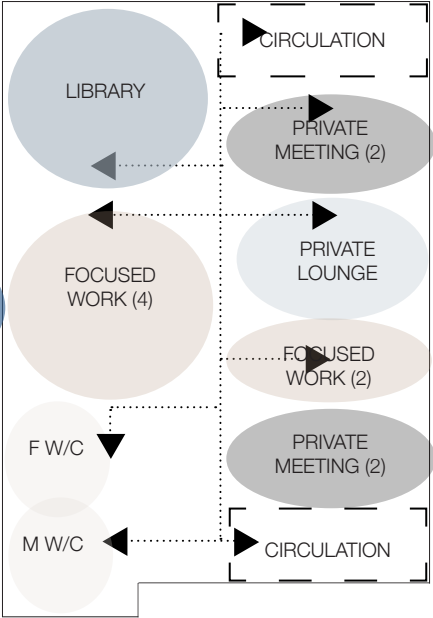 CIRCULATION
LIBRARY
PRIVATE
MEETING (2)
PRIVATE
LOUNGE
FOCUSED
WORK (4)
FOCUSED
WORK (2)
F W/C
PRIVATE
MEETING (2)
M W/C
CIRCULATION